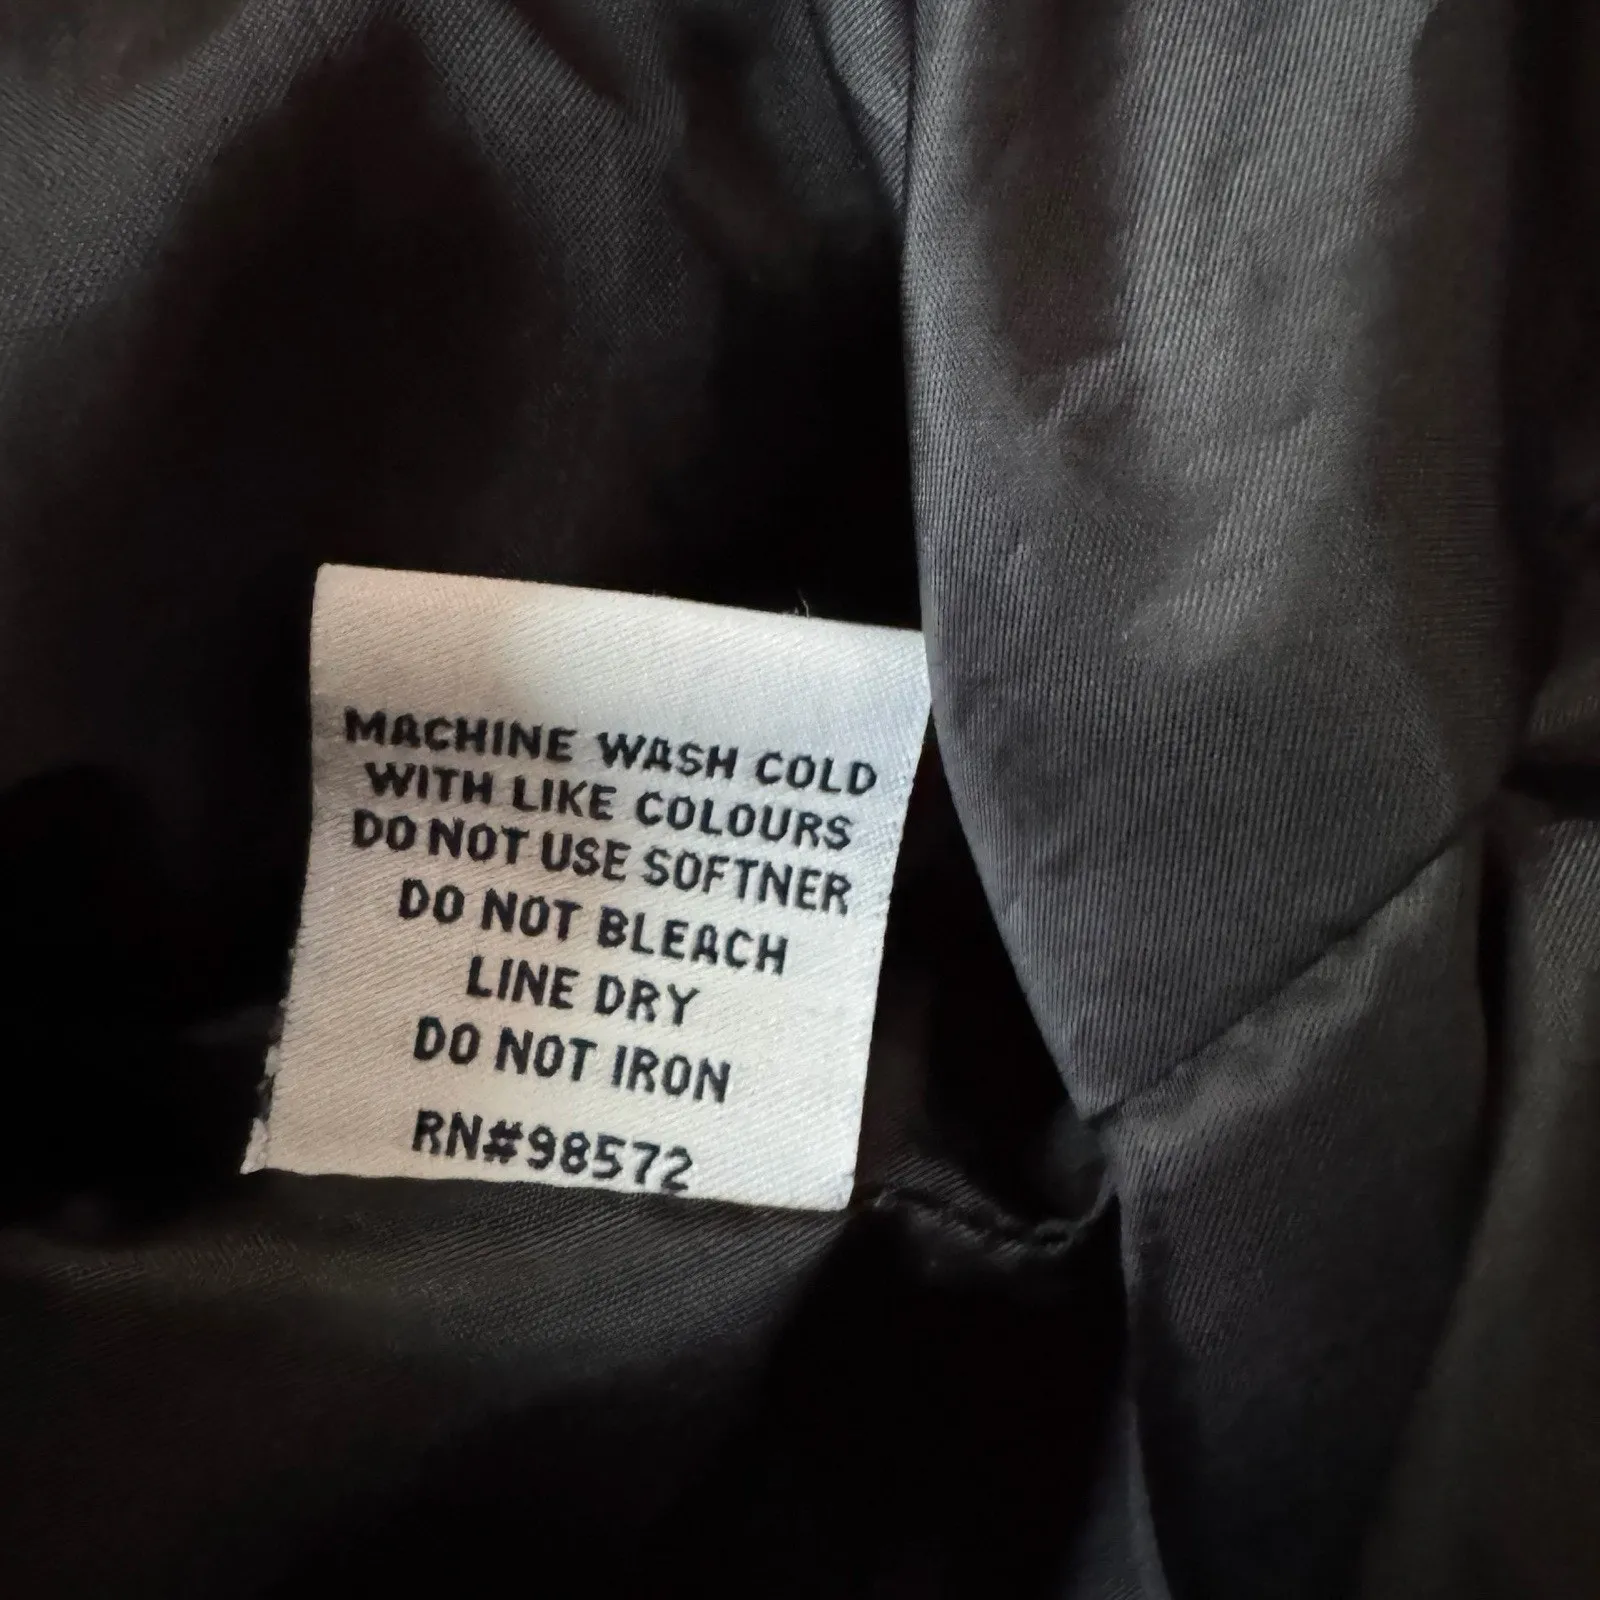 MACHINE WASH COLD
WITH LIKE COLOURS
DO NOT USE SOFTNER
DO NOT BLEACH
LINE DRY
DO NOT IRON
RN#98572